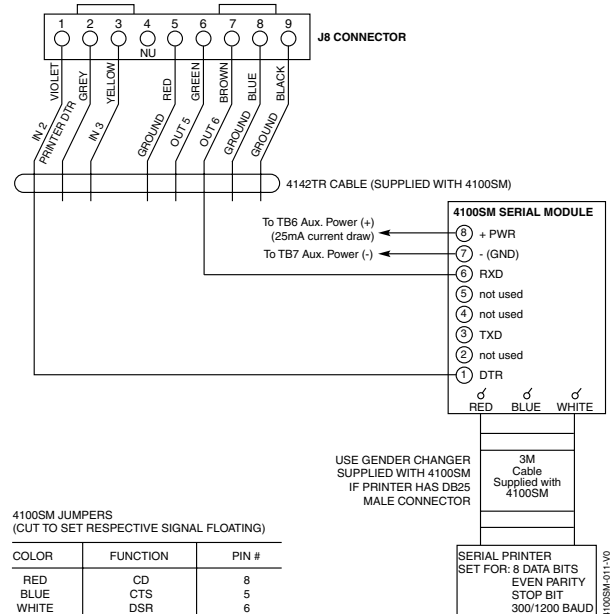 1 2 3 4 5 6 7 8 9
J8 CONNECTOR
NU
VIOLET
GREY
YELLOW
RED
GREEN
BROWN
BLUE
BLACK
IN 2
PRINTER DTR
IN 3
GROUND
OUT 5
OUT 6
GROUND
GROUND
4142TR CABLE (SUPPLIED WITH 4100SM)
To TB6 Aux. Power (+)
(25mA current draw)
To TB7 Aux. Power (-)
4100SM SERIAL MODULE
8 + PWR
7 - (GND)
6 RXD
5 not used
4 not used
3 TXD
2 not used
1 DTR
RED BLUE WHITE
USE GENDER CHANGER
SUPPLIED WITH 4100SM
IF PRINTER HAS DB25
MALE CONNECTOR
3M
Cable
Supplied with
4100SM
4100SM JUMPERS
(CUT TO SET RESPECTIVE SIGNAL FLOATING)
COLOR FUNCTION PIN #
RED CD 8
BLUE CTS 5
WHITE DSR 6
SERIAL PRINTER
SET FOR: 8 DATA BITS
EVEN PARITY
STOP BIT
300/1200 BAUD
4100SM-011-V0